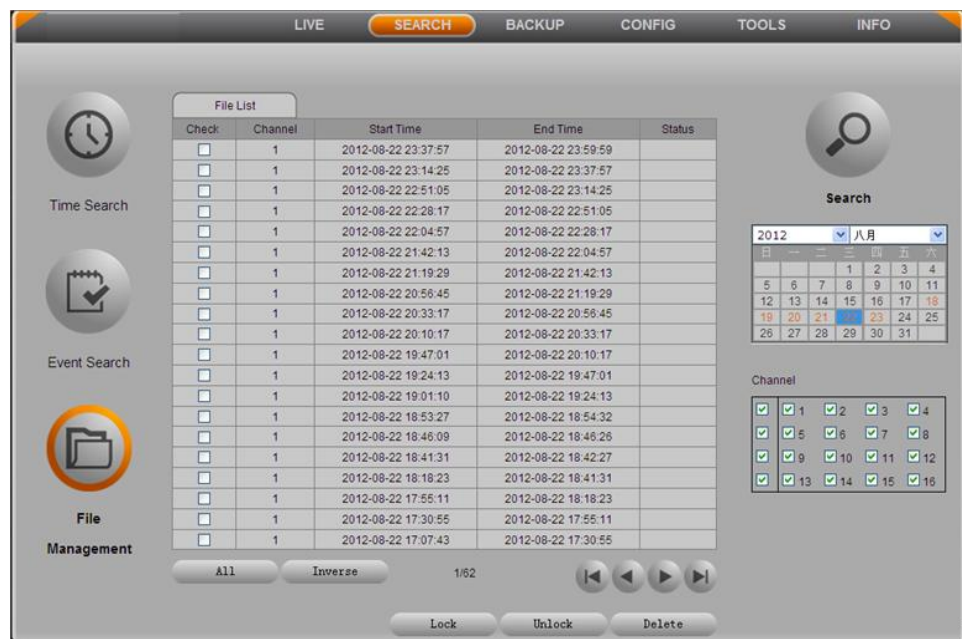 LIVE SEARCH BACKUP CONFIG TOOLS INFO
Time Search
Event Search
File
Management
File List
Check Channel Start Time End Time Status
1 2012-08-22 23:37:57 2012-08-22 23:59:59
1 2012-08-22 23:14:25 2012-08-22 23:37:57
1 2012-08-22 22:51:05 2012-08-22 23:14:25
1 2012-08-22 22:28:17 2012-08-22 22:51:05
1 2012-08-22 22:04:57 2012-08-22 22:28:17
1 2012-08-22 21:42:13 2012-08-22 22:04:57
1 2012-08-22 21:19:29 2012-08-22 21:42:13
1 2012-08-22 20:56:45 2012-08-22 21:19:29
1 2012-08-22 20:33:17 2012-08-22 20:56:45
1 2012-08-22 20:10:17 2012-08-22 20:33:17
1 2012-08-22 19:47:01 2012-08-22 20:10:17
1 2012-08-22 19:24:13 2012-08-22 19:47:01
1 2012-08-22 19:01:10 2012-08-22 19:24:13
1 2012-08-22 18:53:27 2012-08-22 18:54:32
1 2012-08-22 18:46:09 2012-08-22 18:46:26
1 2012-08-22 18:41:31 2012-08-22 18:42:27
1 2012-08-22 18:18:23 2012-08-22 18:41:31
1 2012-08-22 17:55:11 2012-08-22 18:18:23
1 2012-08-22 17:30:55 2012-08-22 17:55:11
1 2012-08-22 17:07:43 2012-08-22 17:30:55
All Inverse 1/62
Lock Unlock Delete
Search
2012 八月
日 一 二 三 四 五 六
1 2 3 4
5 6 7 8 9 10 11
12 13 14 15 16 17 18
19 20 21 22 23 24 25
26 27 28 29 30 31
Channel
1 2 3 4
5 6 7 8
9 10 11 12
13 14 15 16